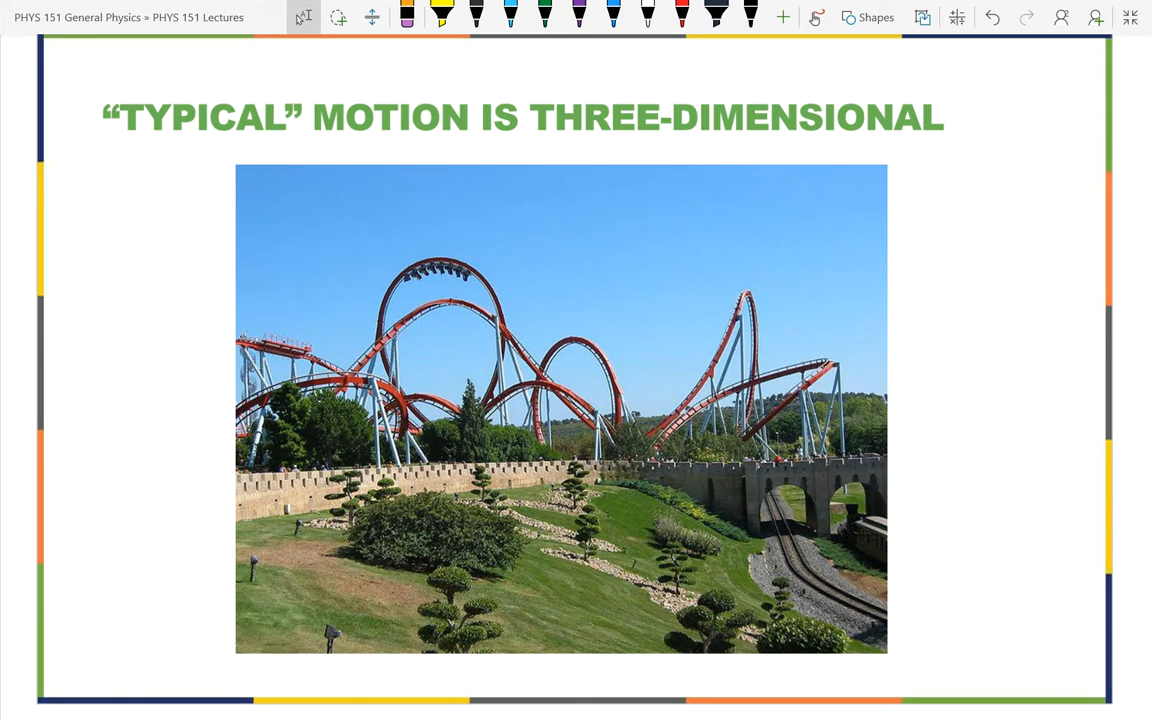 PHYS 151 General Physics » PHYS 151 Lectures
Shapes
“TYPICAL” MOTION IS THREE-DIMENSIONAL